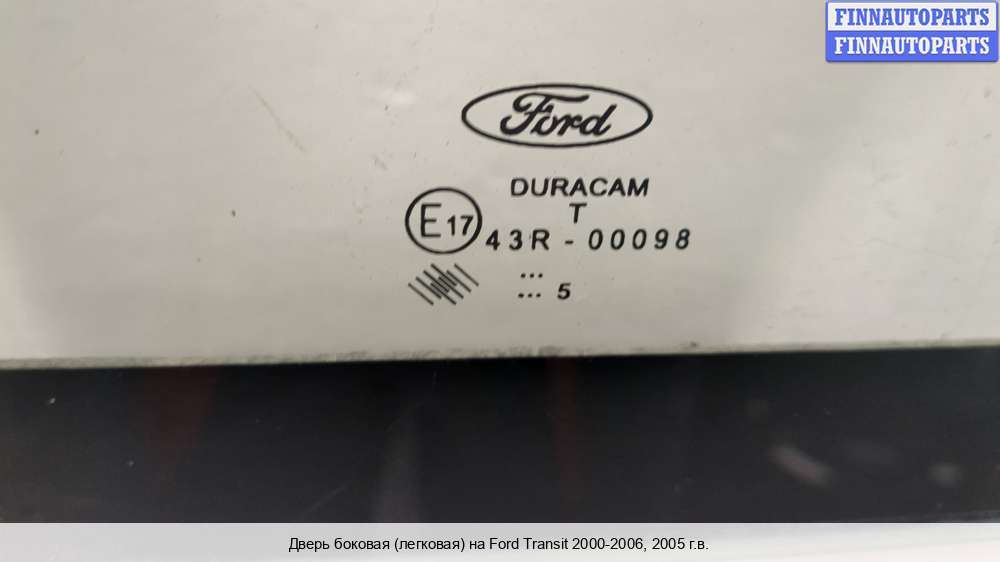 FINNAUTOPARTS
FINNAUTOPARTS
Ford
DURACAM
T
E17
43R - 00098
...
... 5
Дверь боковая (легковая) на Ford Transit 2000-2006, 2005 г.в.